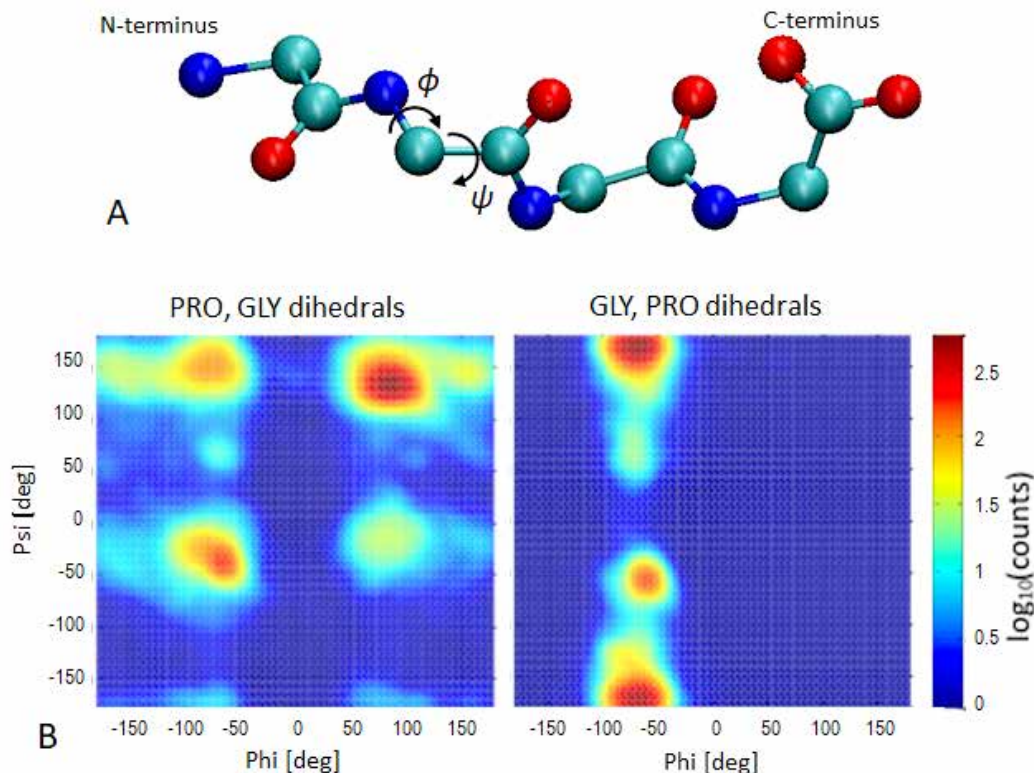 N-terminus
C-terminus
ϕ
ψ
A
PRO, GLY dihedrals
GLY, PRO dihedrals
150
100
50
0
-50
-100
-150
Psi [deg]
-150 -100 -50 0 50 100 150
Phi [deg]
-150 -100 -50 0 50 100 150
Phi [deg]
2.5
2
1.5
1
0.5
0
log₁₀(counts)
B